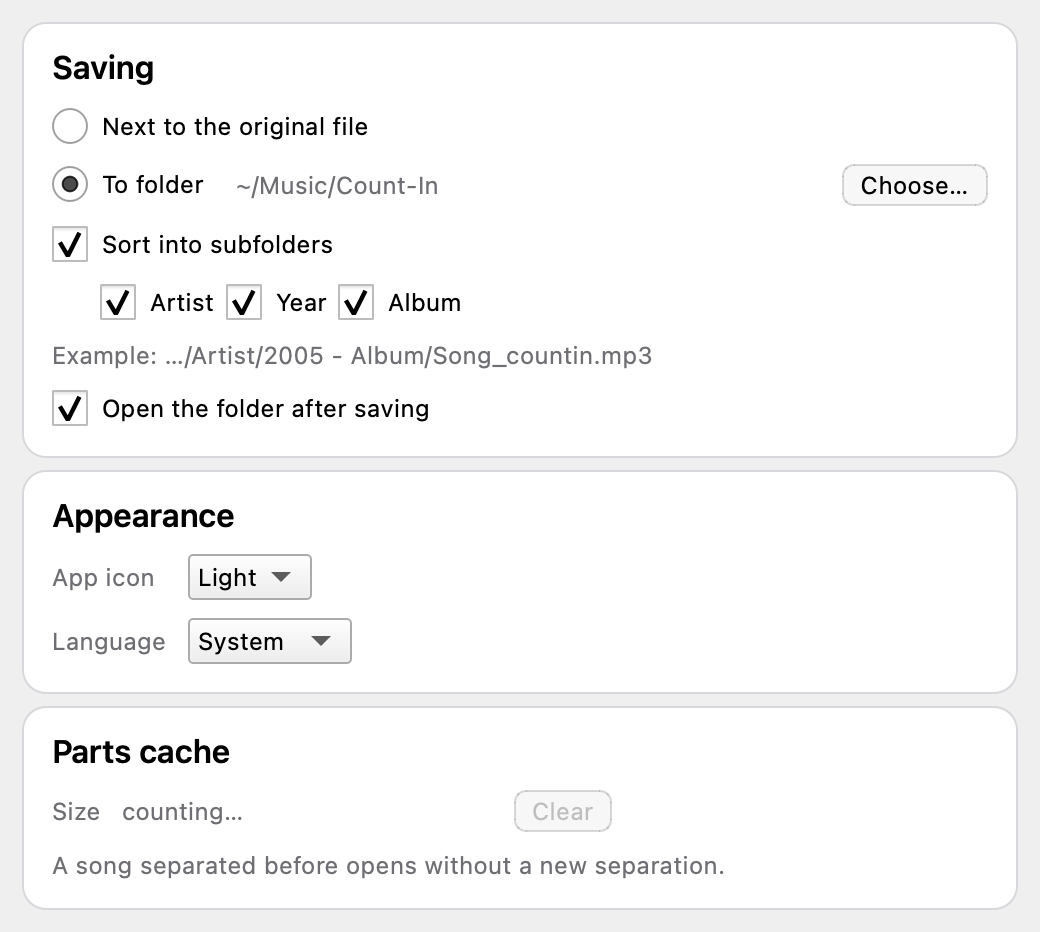 Saving
Next to the original file
To folder ~/Music/Count-In Choose...
Sort into subfolders
Artist Year Album
Example: .../Artist/2005 - Album/Song_countin.mp3
Open the folder after saving
Appearance
App icon Light
Language System
Parts cache
Size counting... Clear
A song separated before opens without a new separation.